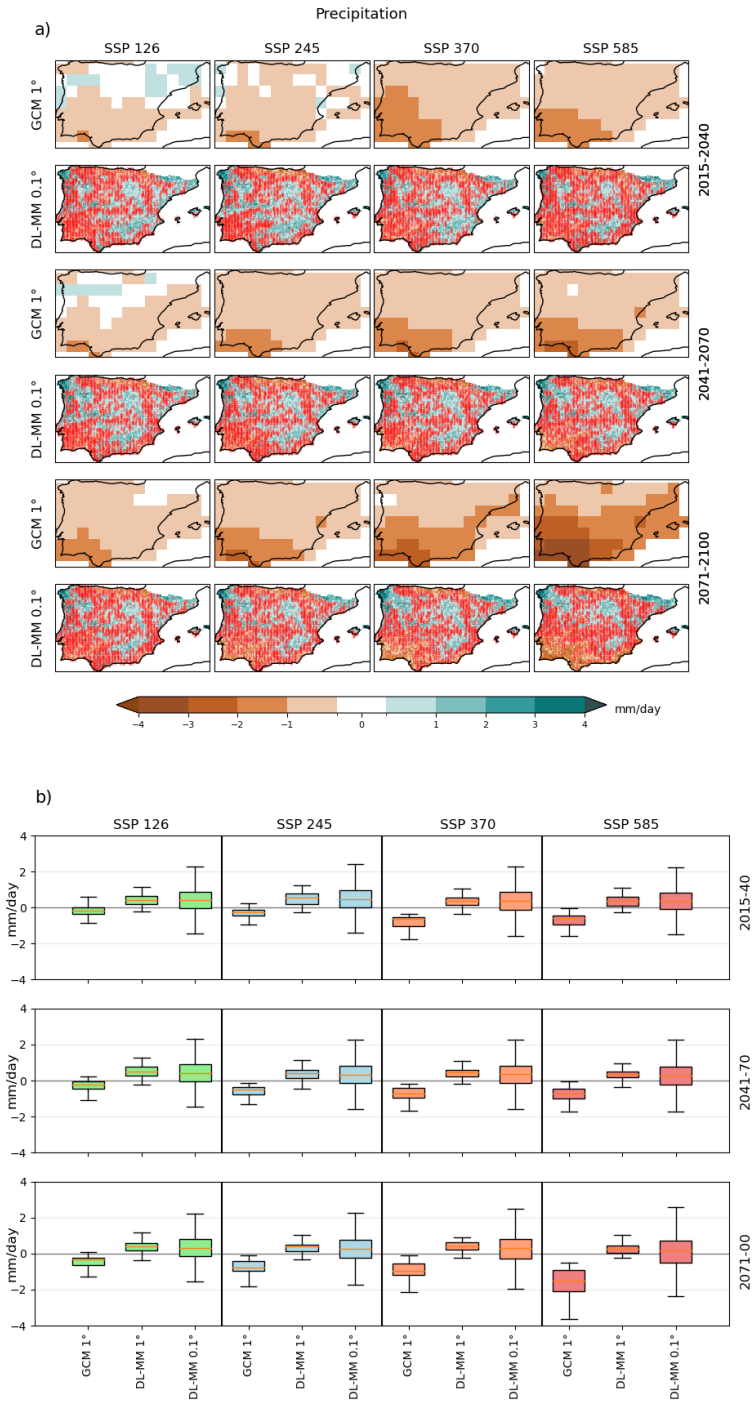 Precipitation
a)
SSP 126 SSP 245 SSP 370 SSP 585
GCM 1°
DL-MM 0.1°
2015-2040
GCM 1°
DL-MM 0.1°
2041-2070
GCM 1°
DL-MM 0.1°
2071-2100
−4 −3 −2 −1 0 1 2 3 4 mm/day
b)
SSP 126 SSP 245 SSP 370 SSP 585
4
2
0
−2
−4
mm/day
2015-40
4
2
0
−2
−4
mm/day
2041-70
4
2
0
−2
−4
mm/day
2071-00
GCM 1° DL-MM 1° DL-MM 0.1° GCM 1° DL-MM 1° DL-MM 0.1° GCM 1° DL-MM 1° DL-MM 0.1° GCM 1° DL-MM 1° DL-MM 0.1°